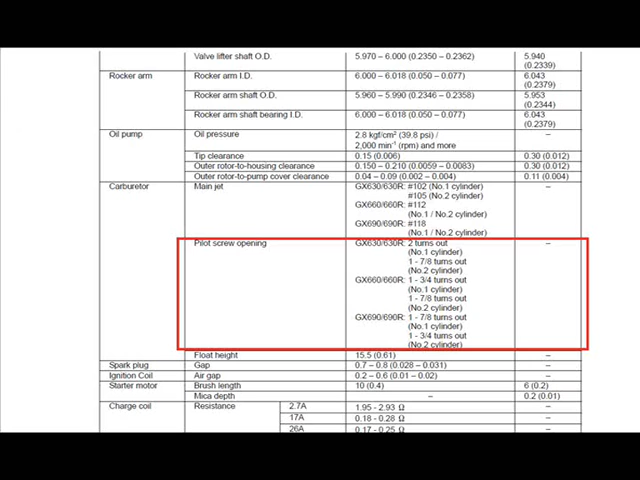 Valve lifter shaft O.D. 5.970 – 6.000 (0.2350 – 0.2362) 5.940
(0.2339)
Rocker arm Rocker arm I.D. 6.000 – 6.018 (0.050 – 0.077) 6.043
(0.2379)
Rocker arm shaft O.D. 5.960 – 5.990 (0.2346 – 0.2358) 5.953
(0.2344)
Rocker arm shaft bearing I.D. 6.000 – 6.018 (0.050 – 0.077) 6.043
(0.2379)
Oil pump Oil pressure 2.8 kgf/cm² (39.8 psi) / –
2,000 min⁻¹ (rpm) and more
Tip clearance 0.15 (0.006) 0.30 (0.012)
Outer rotor-to-housing clearance 0.150 – 0.210 (0.0059 – 0.0083) 0.30 (0.012)
Outer rotor-to-pump cover clearance 0.04 – 0.09 (0.002 – 0.004) 0.11 (0.004)
Carburetor Main jet GX630/630R: #102 (No.1 cylinder) –
#105 (No.2 cylinder)
GX660/660R: #112
(No.1 / No.2 cylinder)
GX690/690R: #118
(No.1 / No.2 cylinder)
Pilot screw opening GX630/630R: 2 turns out –
(No.1 cylinder)
1 - 7/8 turns out
(No.2 cylinder)
GX660/660R: 1 - 3/4 turns out
(No.1 cylinder)
1 - 7/8 turns out
(No.2 cylinder)
GX690/690R: 1 - 7/8 turns out
(No.1 cylinder)
1 - 3/4 turns out
(No.2 cylinder)
Float height 15.5 (0.61) –
Spark plug Gap 0.7 – 0.8 (0.028 – 0.031) –
Ignition Coil Air gap 0.2 – 0.6 (0.01 – 0.02) –
Starter motor Brush length 10 (0.4) 6 (0.2)
Mica depth – 0.2 (0.01)
Charge coil Resistance 2.7A 1.95 - 2.93 Ω –
17A 0.18 - 0.28 Ω –
26A 0.17 - 0.25 Ω –